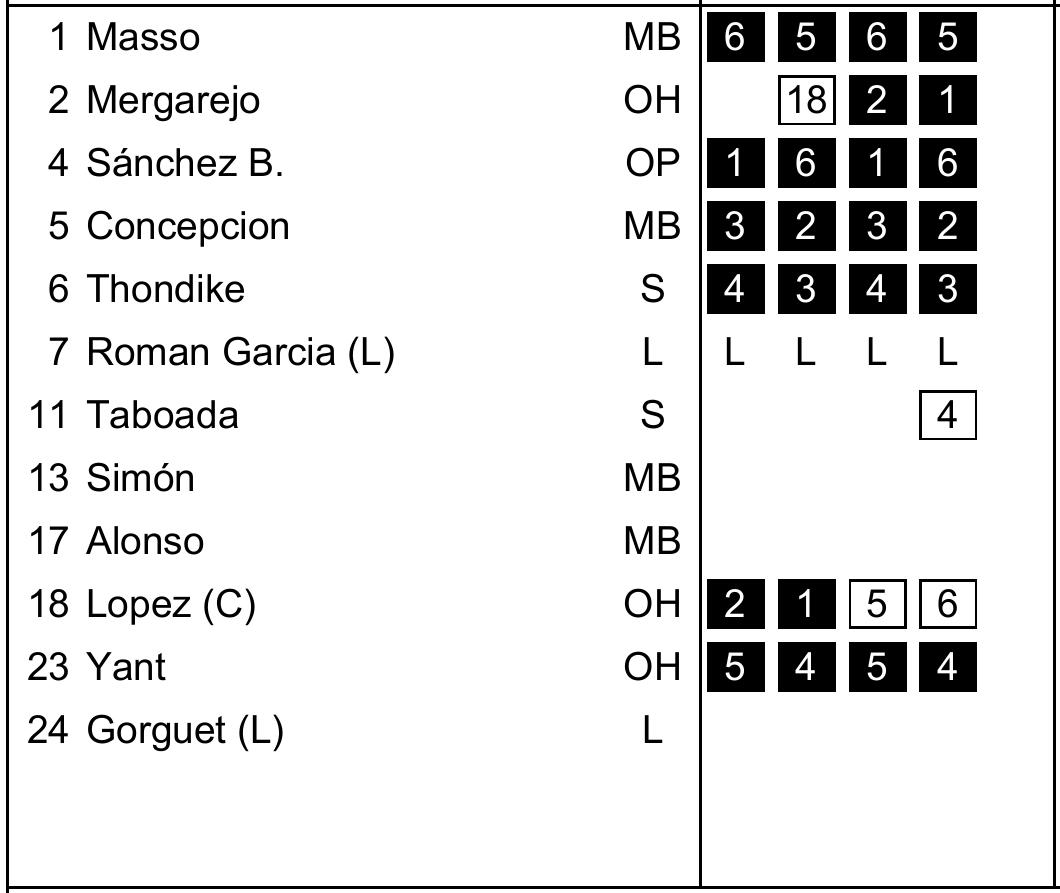 1 Masso MB 6 5 6 5
2 Mergarejo OH 18 2 1
4 Sánchez B. OP 1 6 1 6
5 Concepcion MB 3 2 3 2
6 Thondike S 4 3 4 3
7 Roman Garcia (L) L L L L L
11 Taboada S 4
13 Simón MB
17 Alonso MB
18 Lopez (C) OH 2 1 5 6
23 Yant OH 5 4 5 4
24 Gorguet (L) L